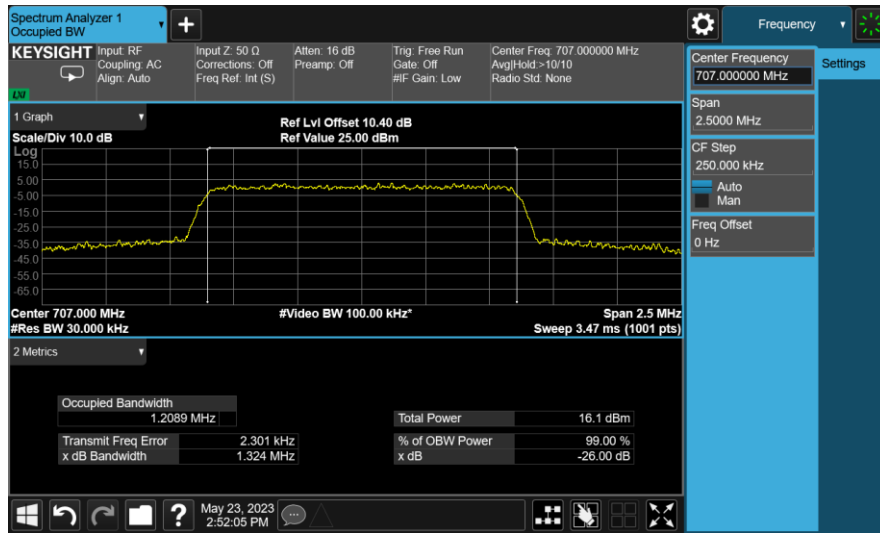 Spectrum Analyzer 1
Occupied BW
Frequency
KEYSIGHT
LXI
Input: RF
Coupling: AC
Align: Auto
Input Z: 50 Ω
Corrections: Off
Freq Ref: Int (S)
Atten: 16 dB
Preamp: Off
Trig: Free Run
Gate: Off
#IF Gain: Low
Center Freq: 707.000000 MHz
Avg|Hold:>10/10
Radio Std: None
Center Frequency
707.000000 MHz
Settings
Span
2.5000 MHz
CF Step
250.000 kHz
Auto
Man
Freq Offset
0 Hz
1 Graph
Scale/Div 10.0 dB
Ref Lvl Offset 10.40 dB
Ref Value 25.00 dBm
Log
15.0
5.00
-5.00
-15.0
-25.0
-35.0
-45.0
-55.0
-65.0
Center 707.000 MHz
#Video BW 100.00 kHz*
Span 2.5 MHz
#Res BW 30.000 kHz
Sweep 3.47 ms (1001 pts)
2 Metrics
Occupied Bandwidth
1.2089 MHz
Total Power 16.1 dBm
Transmit Freq Error 2.301 kHz
% of OBW Power 99.00 %
x dB Bandwidth 1.324 MHz
x dB -26.00 dB
May 23, 2023
2:52:05 PM